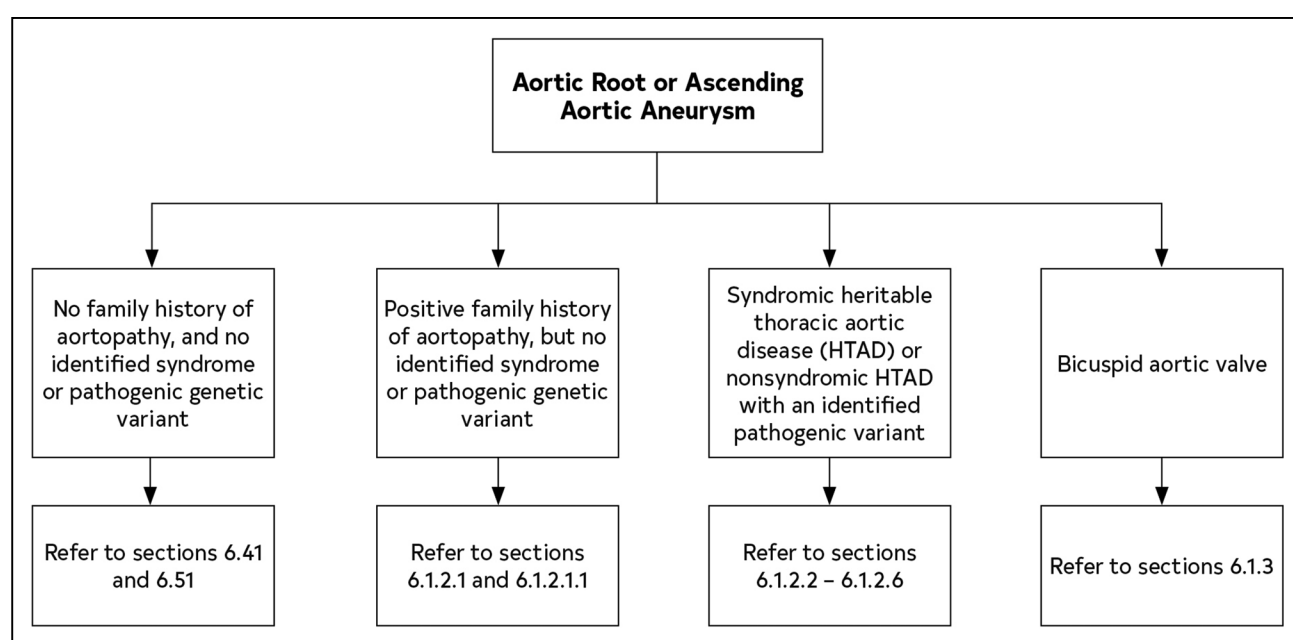 Aortic Root or Ascending
Aortic Aneurysm
No family history of
aortopathy, and no
identified syndrome
or pathogenic genetic
variant
Positive family history
of aortopathy, but no
identified syndrome
or pathogenic genetic
variant
Syndromic heritable
thoracic aortic
disease (HTAD) or
nonsyndromic HTAD
with an identified
pathogenic variant
Bicuspid aortic valve
Refer to sections 6.41
and 6.51
Refer to sections
6.1.2.1 and 6.1.2.1.1
Refer to sections
6.1.2.2 – 6.1.2.6
Refer to sections 6.1.3